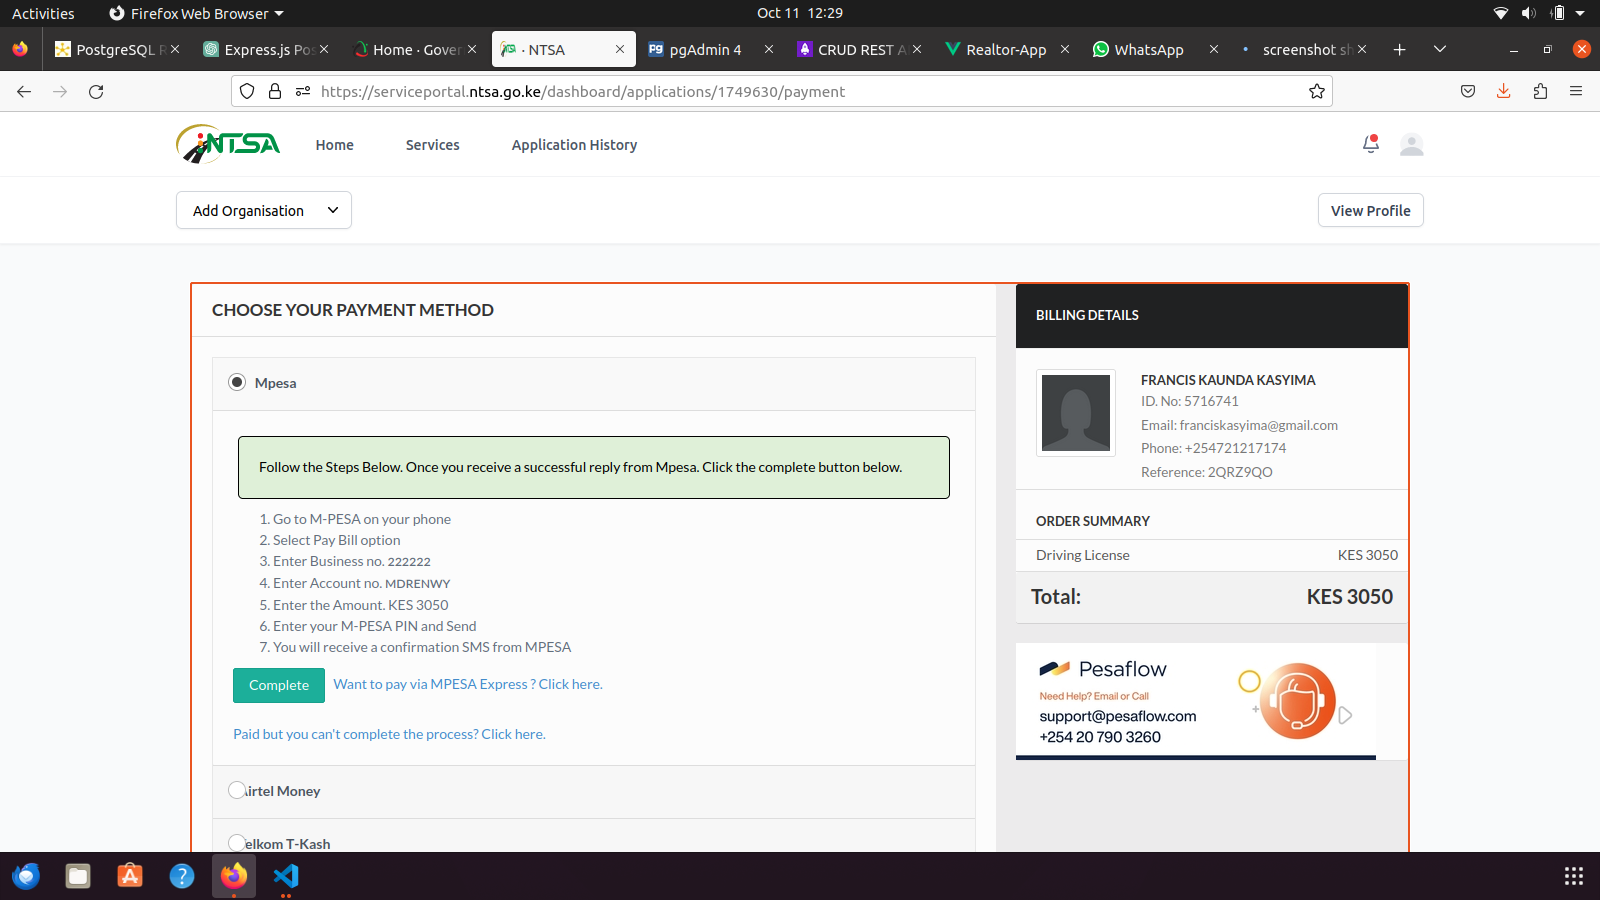 Activities
Firefox Web Browser
Oct 11 12:29
PostgreSQL R
Express.js Pos
Home · Gover
· NTSA
pgAdmin 4
CRUD REST A
Realtor-App
WhatsApp
screenshot sh
https://serviceportal.ntsa.go.ke/dashboard/applications/1749630/payment
NTSA
Home
Services
Application History
Add Organisation
View Profile
CHOOSE YOUR PAYMENT METHOD
Mpesa
Follow the Steps Below. Once you receive a successful reply from Mpesa. Click the complete button below.
1. Go to M-PESA on your phone
2. Select Pay Bill option
3. Enter Business no. 222222
4. Enter Account no. MDRENWY
5. Enter the Amount. KES 3050
6. Enter your M-PESA PIN and Send
7. You will receive a confirmation SMS from MPESA
Complete
Want to pay via MPESA Express ? Click here.
Paid but you can't complete the process? Click here.
Airtel Money
Telkom T-Kash
BILLING DETAILS
FRANCIS KAUNDA KASYIMA
ID. No: 5716741
Email: franciskasyima@gmail.com
Phone: +254721217174
Reference: 2QRZ9QO
ORDER SUMMARY
Driving License KES 3050
Total: KES 3050
Pesaflow
Need Help? Email or Call
support@pesaflow.com
+254 20 790 3260